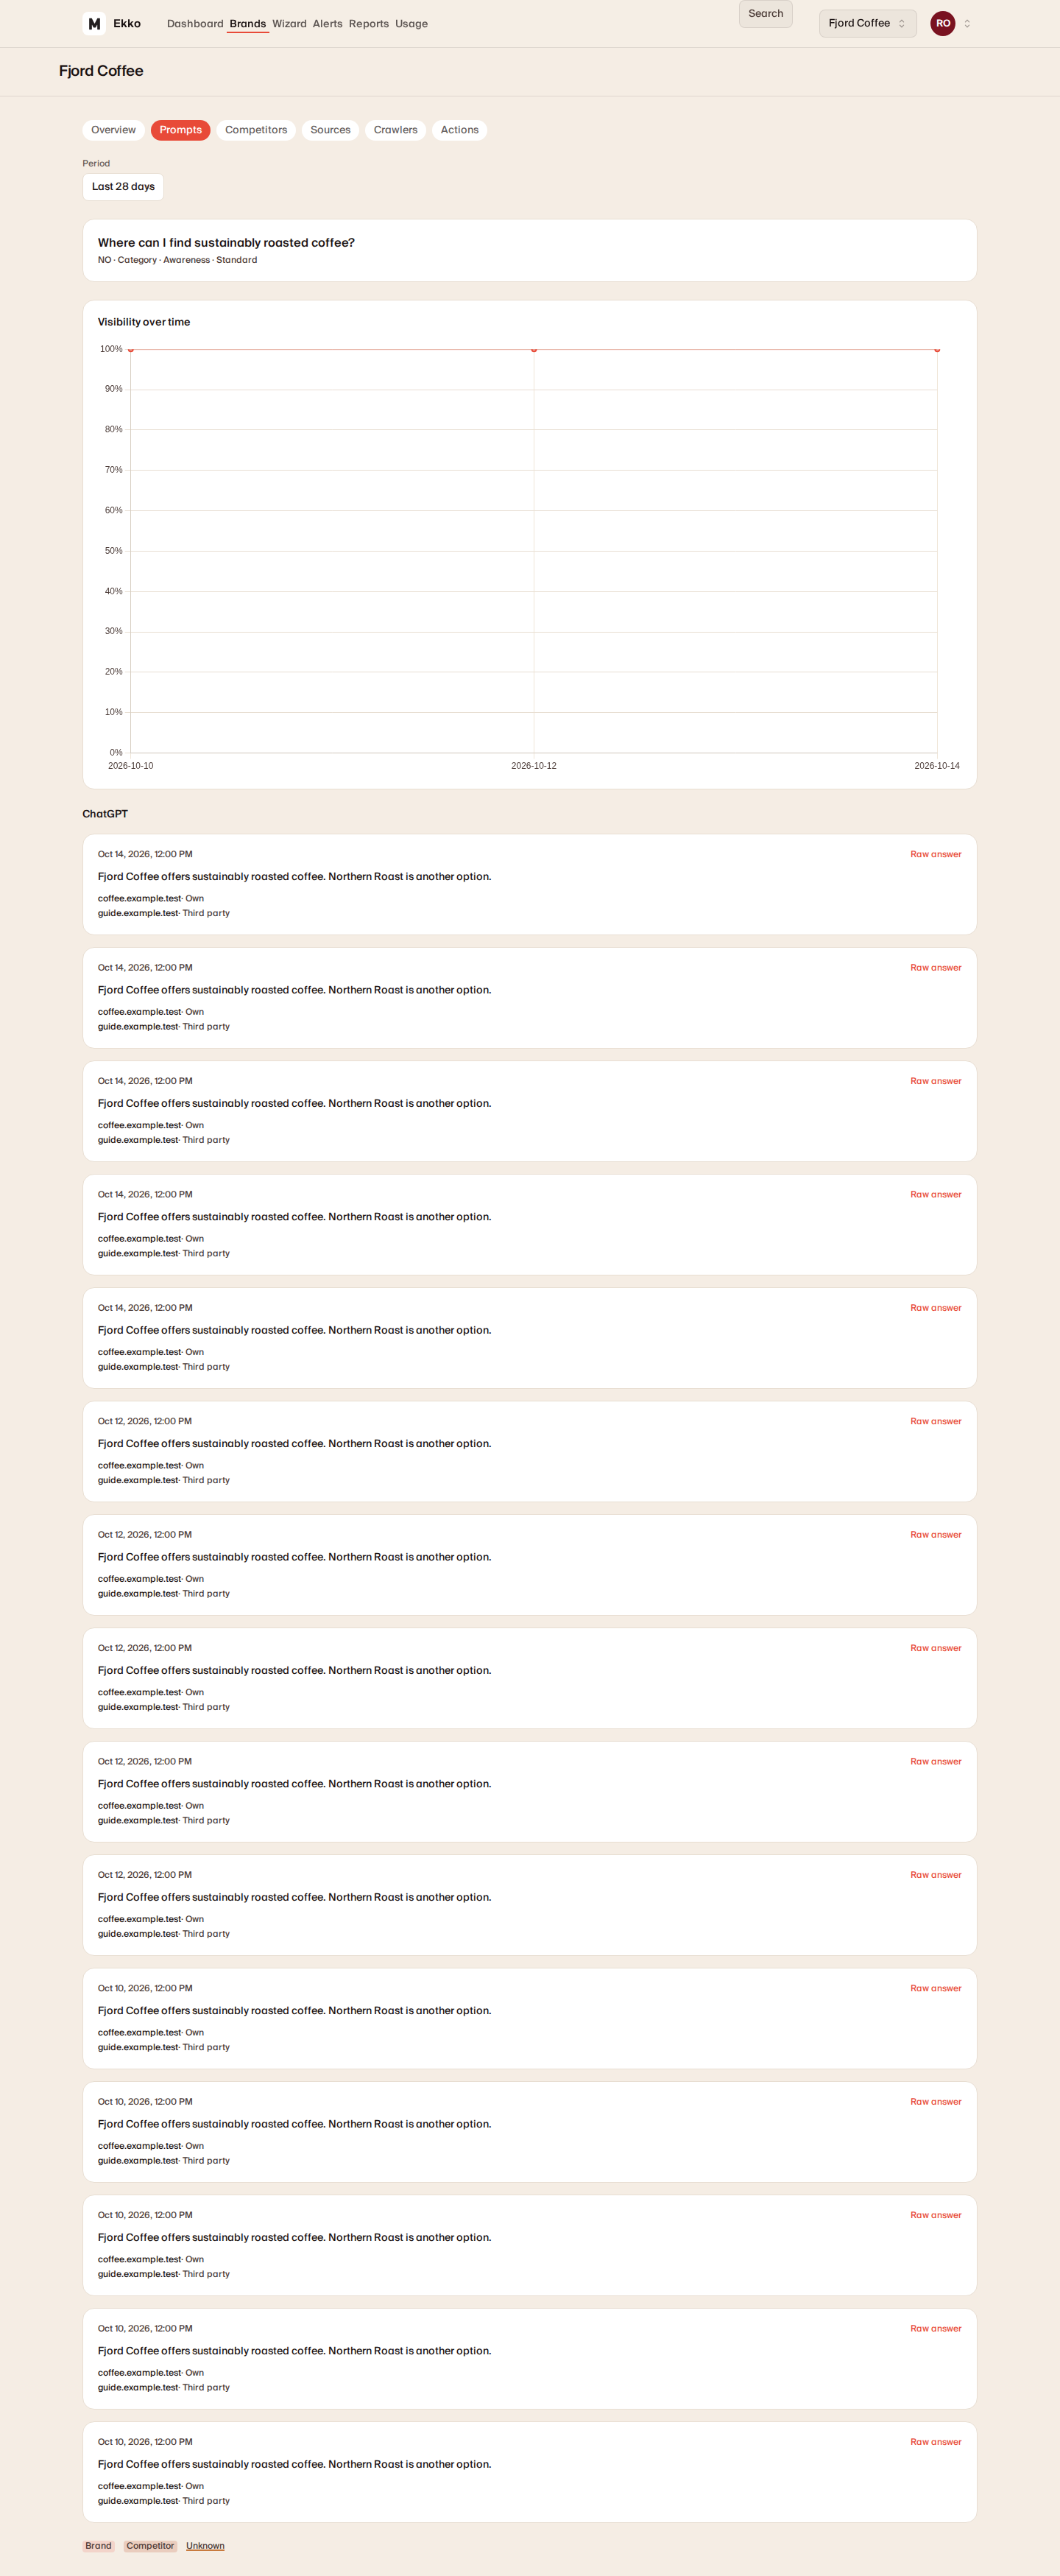 Search
M Ekko Dashboard Brands Wizard Alerts Reports Usage Fjord Coffee RO
Fjord Coffee
Overview Prompts Competitors Sources Crawlers Actions
Period
Last 28 days
Where can I find sustainably roasted coffee?
NO · Category · Awareness · Standard
Visibility over time
100%
90%
80%
70%
60%
50%
40%
30%
20%
10%
0%
2026-10-10 2026-10-12 2026-10-14
ChatGPT
Oct 14, 2026, 12:00 PM Raw answer
Fjord Coffee offers sustainably roasted coffee. Northern Roast is another option.
coffee.example.test· Own
guide.example.test· Third party
Oct 14, 2026, 12:00 PM Raw answer
Fjord Coffee offers sustainably roasted coffee. Northern Roast is another option.
coffee.example.test· Own
guide.example.test· Third party
Oct 14, 2026, 12:00 PM Raw answer
Fjord Coffee offers sustainably roasted coffee. Northern Roast is another option.
coffee.example.test· Own
guide.example.test· Third party
Oct 14, 2026, 12:00 PM Raw answer
Fjord Coffee offers sustainably roasted coffee. Northern Roast is another option.
coffee.example.test· Own
guide.example.test· Third party
Oct 14, 2026, 12:00 PM Raw answer
Fjord Coffee offers sustainably roasted coffee. Northern Roast is another option.
coffee.example.test· Own
guide.example.test· Third party
Oct 12, 2026, 12:00 PM Raw answer
Fjord Coffee offers sustainably roasted coffee. Northern Roast is another option.
coffee.example.test· Own
guide.example.test· Third party
Oct 12, 2026, 12:00 PM Raw answer
Fjord Coffee offers sustainably roasted coffee. Northern Roast is another option.
coffee.example.test· Own
guide.example.test· Third party
Oct 12, 2026, 12:00 PM Raw answer
Fjord Coffee offers sustainably roasted coffee. Northern Roast is another option.
coffee.example.test· Own
guide.example.test· Third party
Oct 12, 2026, 12:00 PM Raw answer
Fjord Coffee offers sustainably roasted coffee. Northern Roast is another option.
coffee.example.test· Own
guide.example.test· Third party
Oct 12, 2026, 12:00 PM Raw answer
Fjord Coffee offers sustainably roasted coffee. Northern Roast is another option.
coffee.example.test· Own
guide.example.test· Third party
Oct 10, 2026, 12:00 PM Raw answer
Fjord Coffee offers sustainably roasted coffee. Northern Roast is another option.
coffee.example.test· Own
guide.example.test· Third party
Oct 10, 2026, 12:00 PM Raw answer
Fjord Coffee offers sustainably roasted coffee. Northern Roast is another option.
coffee.example.test· Own
guide.example.test· Third party
Oct 10, 2026, 12:00 PM Raw answer
Fjord Coffee offers sustainably roasted coffee. Northern Roast is another option.
coffee.example.test· Own
guide.example.test· Third party
Oct 10, 2026, 12:00 PM Raw answer
Fjord Coffee offers sustainably roasted coffee. Northern Roast is another option.
coffee.example.test· Own
guide.example.test· Third party
Oct 10, 2026, 12:00 PM Raw answer
Fjord Coffee offers sustainably roasted coffee. Northern Roast is another option.
coffee.example.test· Own
guide.example.test· Third party
Brand Competitor Unknown